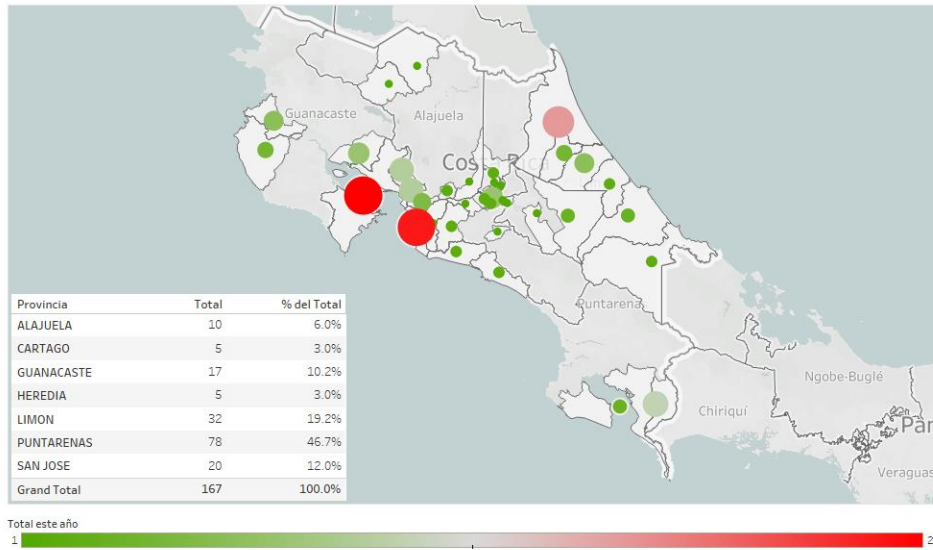 Guanacaste
Alajuela
Costa Rica
Puntarena
Ngobe-Buglé
Chiriquí
Pan
Veraguas
Provincia Total % del Total
ALAJUELA 10 6.0%
CARTAGO 5 3.0%
GUANACASTE 17 10.2%
HEREDIA 5 3.0%
LIMON 32 19.2%
PUNTARENAS 78 46.7%
SAN JOSE 20 12.0%
Grand Total 167 100.0%
Total este año
1 2